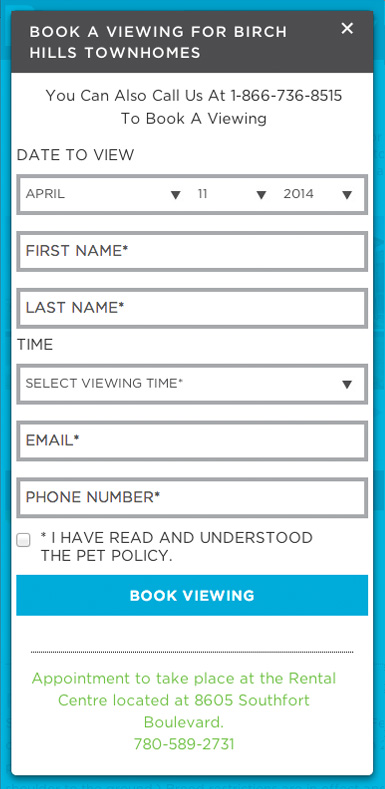 BOOK A VIEWING FOR BIRCH
HILLS TOWNHOMES
You Can Also Call Us At 1-866-736-8515
To Book A Viewing
DATE TO VIEW
APRIL 11 2014
FIRST NAME*
LAST NAME*
TIME
SELECT VIEWING TIME*
EMAIL*
PHONE NUMBER*
* I HAVE READ AND UNDERSTOOD
THE PET POLICY.
BOOK VIEWING
Appointment to take place at the Rental
Centre located at 8605 Southfort
Boulevard.
780-589-2731